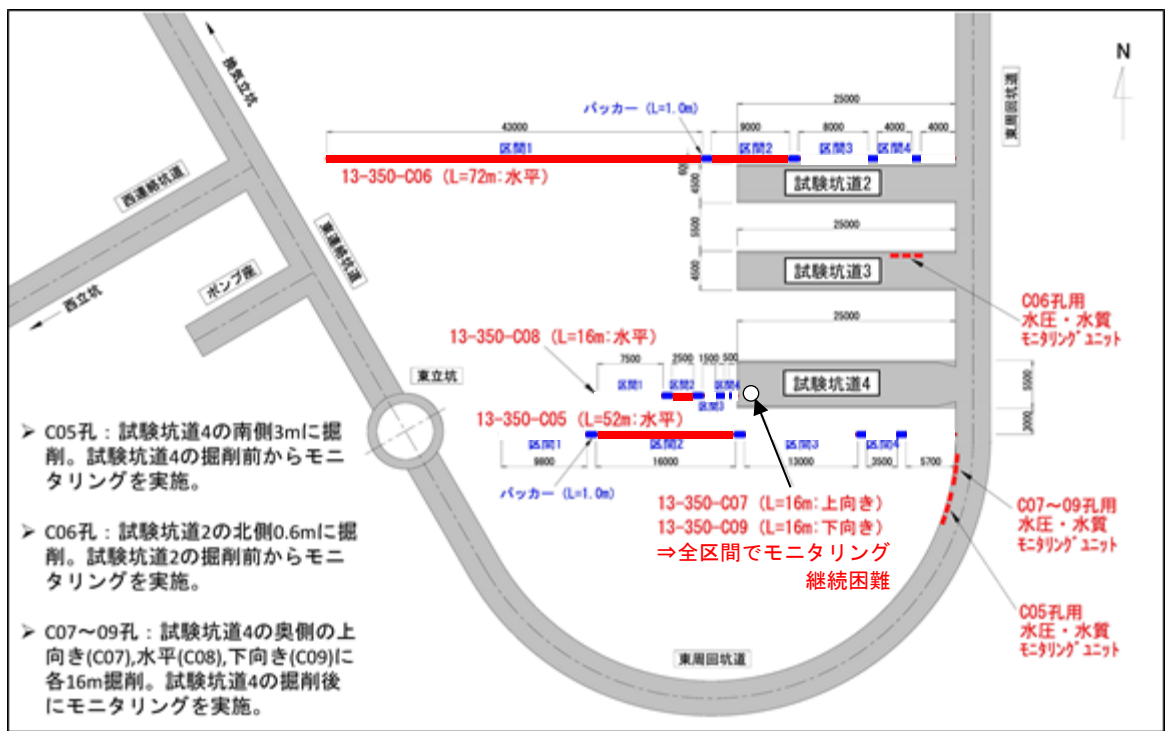 N
換気立坑
東周回坑道
25000
パッカー (L=1.0m)
43000
9000
8000
4000
4000
区間1
区間2
区間3
区間4
13-350-C06 (L=72m:水平)
600
4500
試験坑道2
西連絡坑道
東連絡坑道
5500
25000
4500
試験坑道3
ポンプ座
西立坑
C06孔用
水圧・水質
モニタリングユニット
25000
13-350-C08 (L=16m:水平)
7500
2500
1500
500
区間1
区間2
区間3
区間4
試験坑道4
5500
東立坑
13-350-C05 (L=52m:水平)
3000
区間1
区間2
区間3
区間4
9800
16000
13000
3500
5700
パッカー (L=1.0m)
13-350-C07 (L=16m:上向き)
13-350-C09 (L=16m:下向き)
⇒全区間でモニタリング
継続困難
C07～09孔用
水圧・水質
モニタリングユニット
C05孔用
水圧・水質
モニタリングユニット
東周回坑道
➢ C05孔：試験坑道4の南側3mに掘
削。試験坑道4の掘削前からモニ
タリングを実施。
➢ C06孔：試験坑道2の北側0.6mに掘
削。試験坑道2の掘削前からモニ
タリングを実施。
➢ C07～09孔：試験坑道4の奥側の上
向き(C07),水平(C08),下向き(C09)に
各16m掘削。試験坑道4の掘削後
にモニタリングを実施。